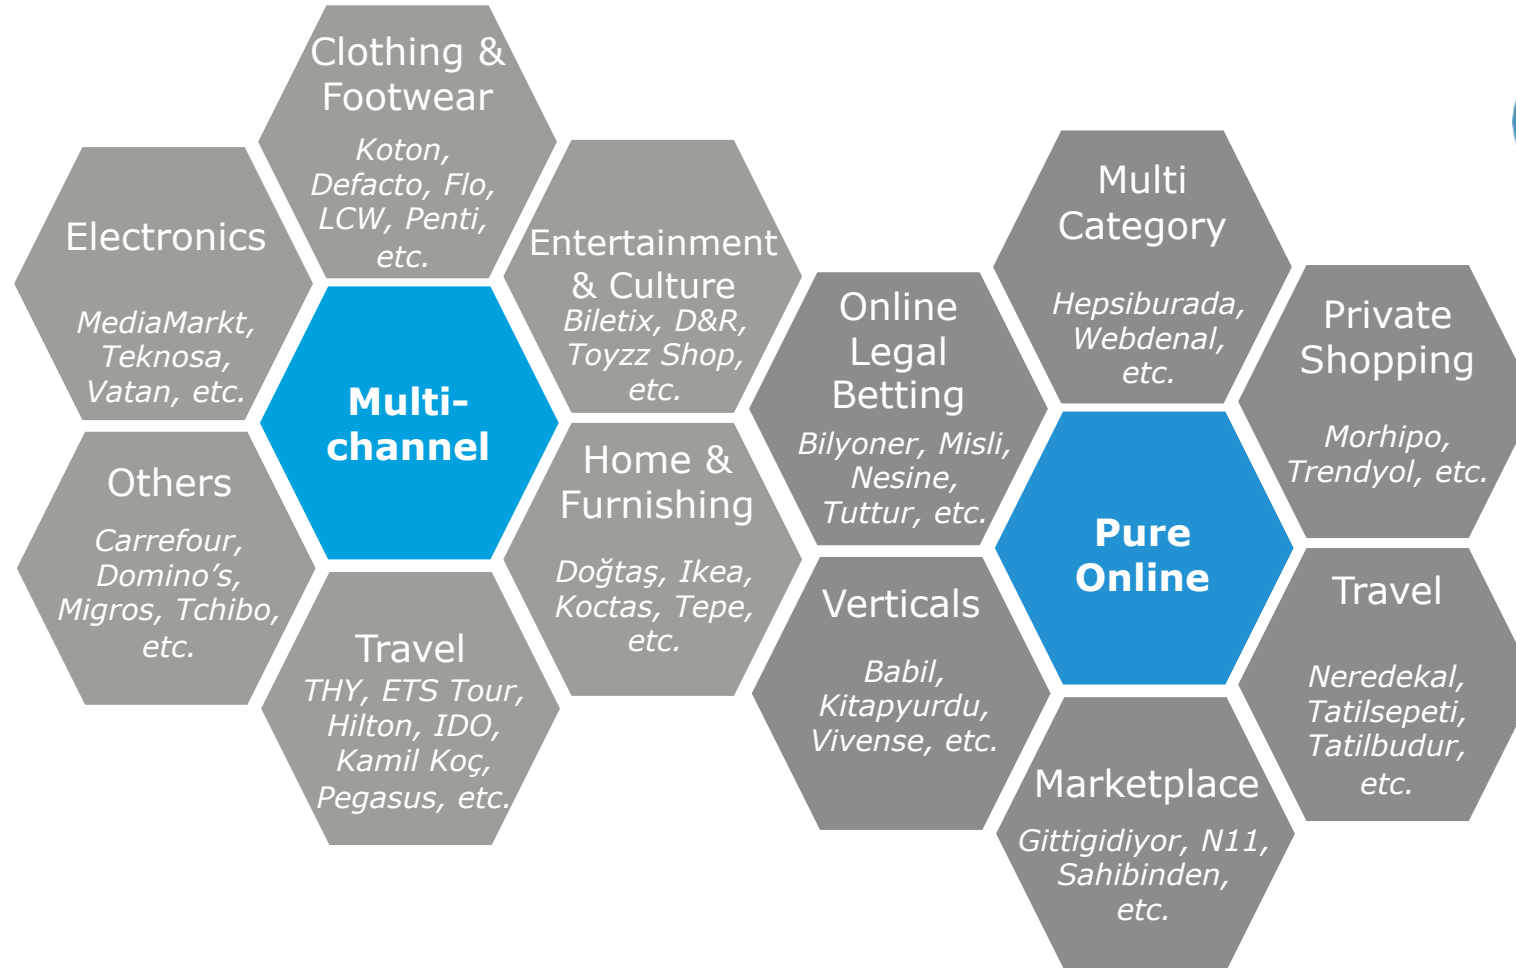 Clothing &
Footwear
Koton,
Defacto, Flo,
LCW, Penti,
etc.
Electronics
MediaMarkt,
Teknosa,
Vatan, etc.
Entertainment
& Culture
Biletix, D&R,
Toyzz Shop,
etc.
Multi-
channel
Others
Carrefour,
Domino’s,
Migros, Tchibo,
etc.
Home &
Furnishing
Doğtaş, Ikea,
Koctas, Tepe,
etc.
Travel
THY, ETS Tour,
Hilton, IDO,
Kamil Koç,
Pegasus, etc.
Multi
Category
Hepsiburada,
Webdenal,
etc.
Online
Legal
Betting
Bilyoner, Misli,
Nesine,
Tuttur, etc.
Private
Shopping
Morhipo,
Trendyol, etc.
Pure
Online
Verticals
Babil,
Kitapyurdu,
Vivense, etc.
Travel
Neredekal,
Tatilsepeti,
Tatilbudur,
etc.
Marketplace
Gittigidiyor, N11,
Sahibinden,
etc.